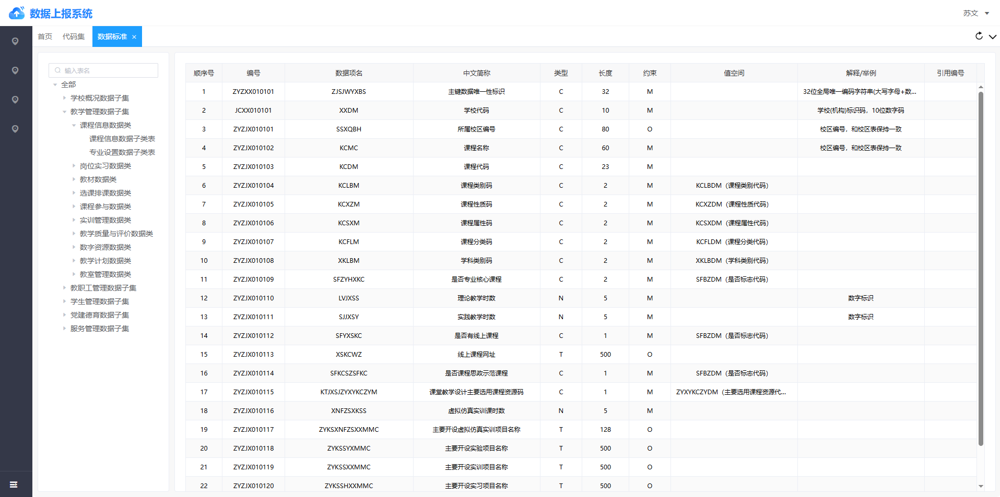 数据上报系统
苏文
首页 代码集 数据标准
输入表名
全部
学校概况数据子集
教学管理数据子集
课程信息数据类
课程信息数据子类表
专业设置数据子类表
岗位实习数据类
教材数据类
选课排课数据类
课程参与数据类
实训管理数据类
教学质量与评价数据类
数字资源数据类
教学计划数据类
教室管理数据类
教职工管理数据子集
学生管理数据子集
党建德育数据子集
服务管理数据子集
顺序号 编号 数据项名 中文简称 类型 长度 约束 值空间 解释/举例 引用编号
1 ZYZXX010101 ZJSJWYXBS 主键数据唯一性标识 C 32 M 32位全局唯一编码字符串(大写字母+数...
2 JCXX010101 XXDM 学校代码 C 10 M 学校(机构)标识码，10位数字码
3 ZYZJX010101 SSXQBH 所属校区编号 C 80 O 校区编号，和校区表保持一致
4 ZYZJX010102 KCMC 课程名称 C 60 M 校区编号，和校区表保持一致
5 ZYZJX010103 KCDM 课程代码 C 23 M
6 ZYZJX010104 KCLBM 课程类别码 C 2 M KCLBDM（课程类别代码）
7 ZYZJX010105 KCXZM 课程性质码 C 2 M KCXZDM（课程性质代码）
8 ZYZJX010106 KCSXM 课程属性码 C 2 M KCSXDM（课程属性代码）
9 ZYZJX010107 KCFLM 课程分类码 C 2 M KCFLDM（课程分类代码）
10 ZYZJX010108 XKLBM 学科类别码 C 2 M XKLBDM（学科类别代码）
11 ZYZJX010109 SFZYHXKC 是否专业核心课程 C 2 M SFBZDM（是否标志代码）
12 ZYZJX010110 LVJXSS 理论教学时数 N 5 M 数字标识
13 ZYZJX010111 SJJXSY 实践教学时数 N 5 M 数字标识
14 ZYZJX010112 SFYXSKC 是否有线上课程 C 1 M SFBZDM（是否标志代码）
15 ZYZJX010113 XSKCWZ 线上课程网址 T 500 O
16 ZYZJX010114 SFKCSZSFKC 是否课程思政示范课程 C 1 M SFBZDM（是否标志代码）
17 ZYZJX010115 KTJXSJZYXYKCZYM 课堂教学设计主要选用课程资源码 C 1 M ZYXYKCZYDM（主要选用课程资源代...
18 ZYZJX010116 XNFZSXKSS 虚拟仿真实训课时数 N 5 M
19 ZYZJX010117 ZYKSXNFZSXXMMC 主要开设虚拟仿真实训项目名称 T 128 O
20 ZYZJX010118 ZYKSSYXMMC 主要开设实验项目名称 T 500 O
21 ZYZJX010119 ZYKSSXXMMC 主要开设实训项目名称 T 500 O
22 ZYZJX010120 ZYKSSHXXMMC 主要开设实习项目名称 T 500 O